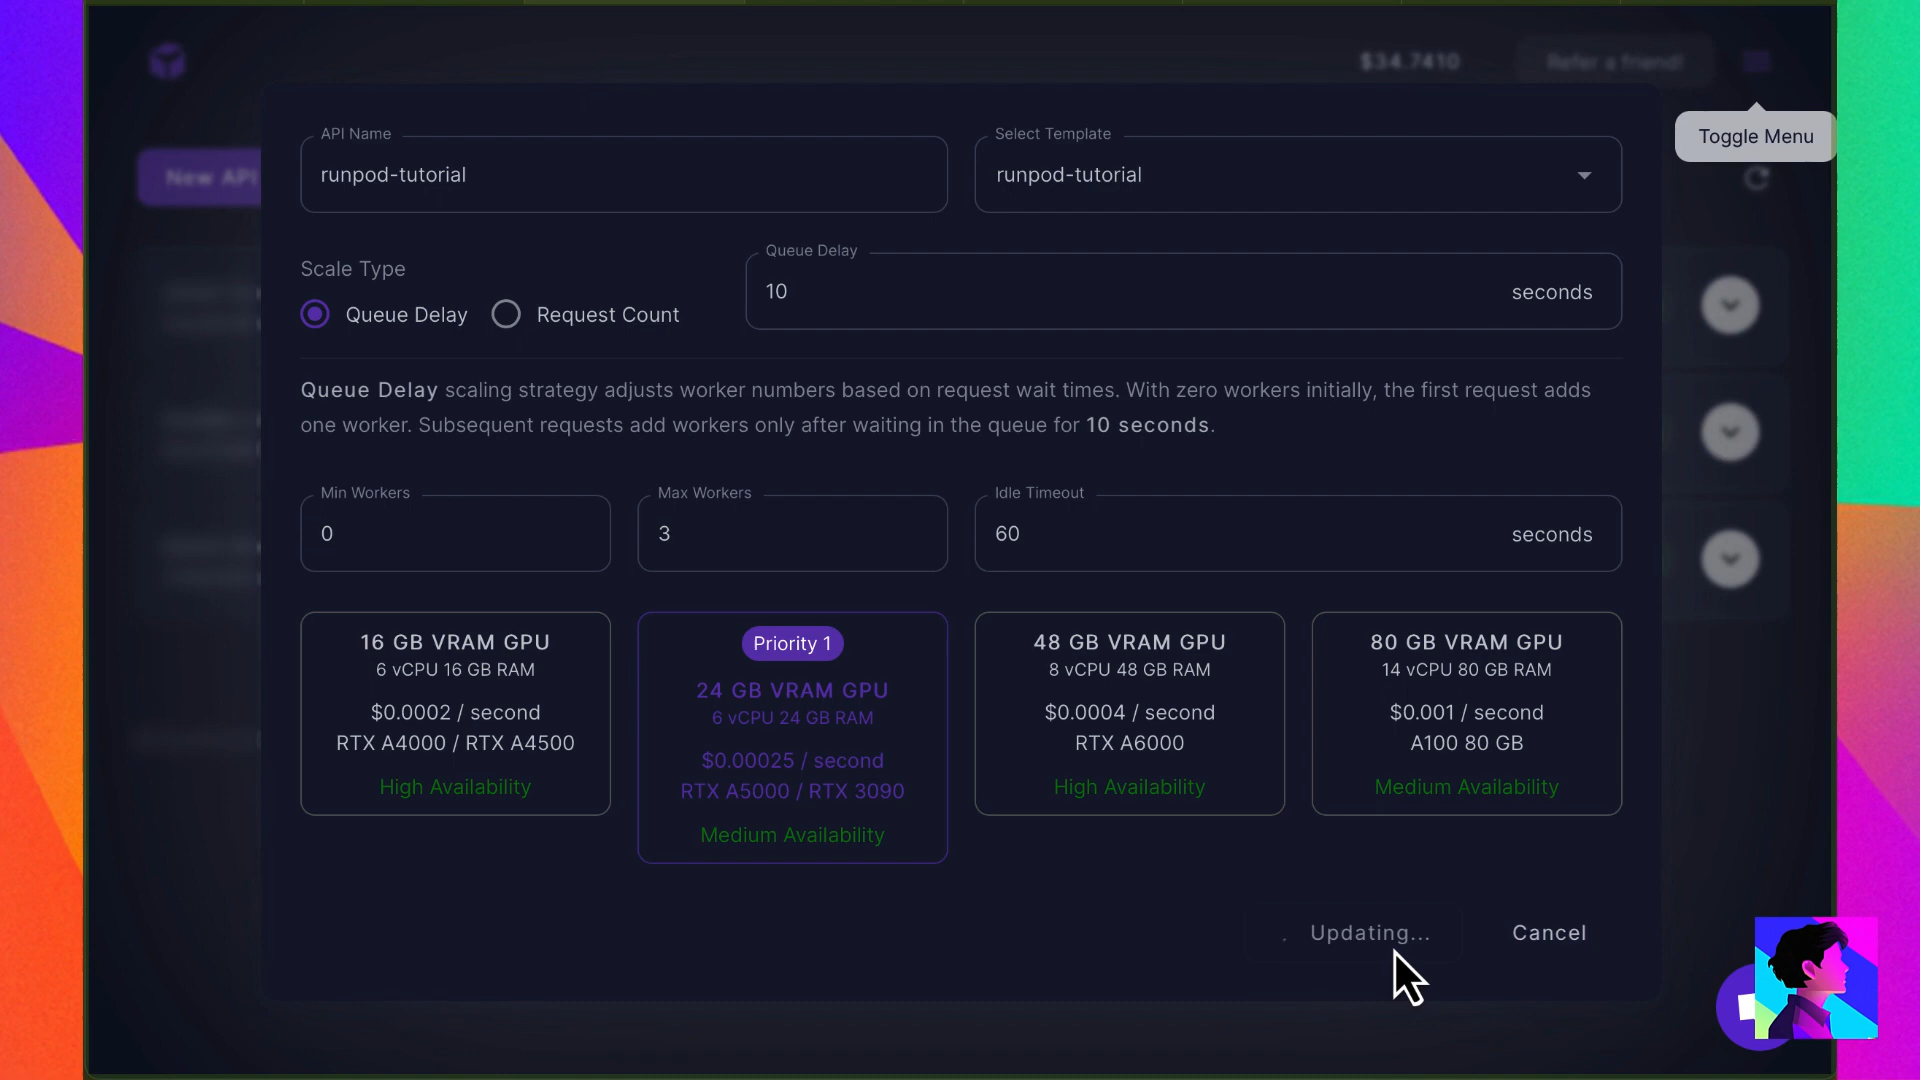 $34.7410
Refer a friend!
Toggle Menu
New API
API Name
runpod-tutorial
Select Template
runpod-tutorial
Scale Type
Queue Delay
Request Count
Queue Delay
10
seconds
Queue Delay scaling strategy adjusts worker numbers based on request wait times. With zero workers initially, the first request adds
one worker. Subsequent requests add workers only after waiting in the queue for 10 seconds.
Min Workers
0
Max Workers
3
Idle Timeout
60
seconds
16 GB VRAM GPU
6 vCPU 16 GB RAM
$0.0002 / second
RTX A4000 / RTX A4500
High Availability
Priority 1
24 GB VRAM GPU
6 vCPU 24 GB RAM
$0.00025 / second
RTX A5000 / RTX 3090
Medium Availability
48 GB VRAM GPU
8 vCPU 48 GB RAM
$0.0004 / second
RTX A6000
High Availability
80 GB VRAM GPU
14 vCPU 80 GB RAM
$0.001 / second
A100 80 GB
Medium Availability
Updating...
Cancel